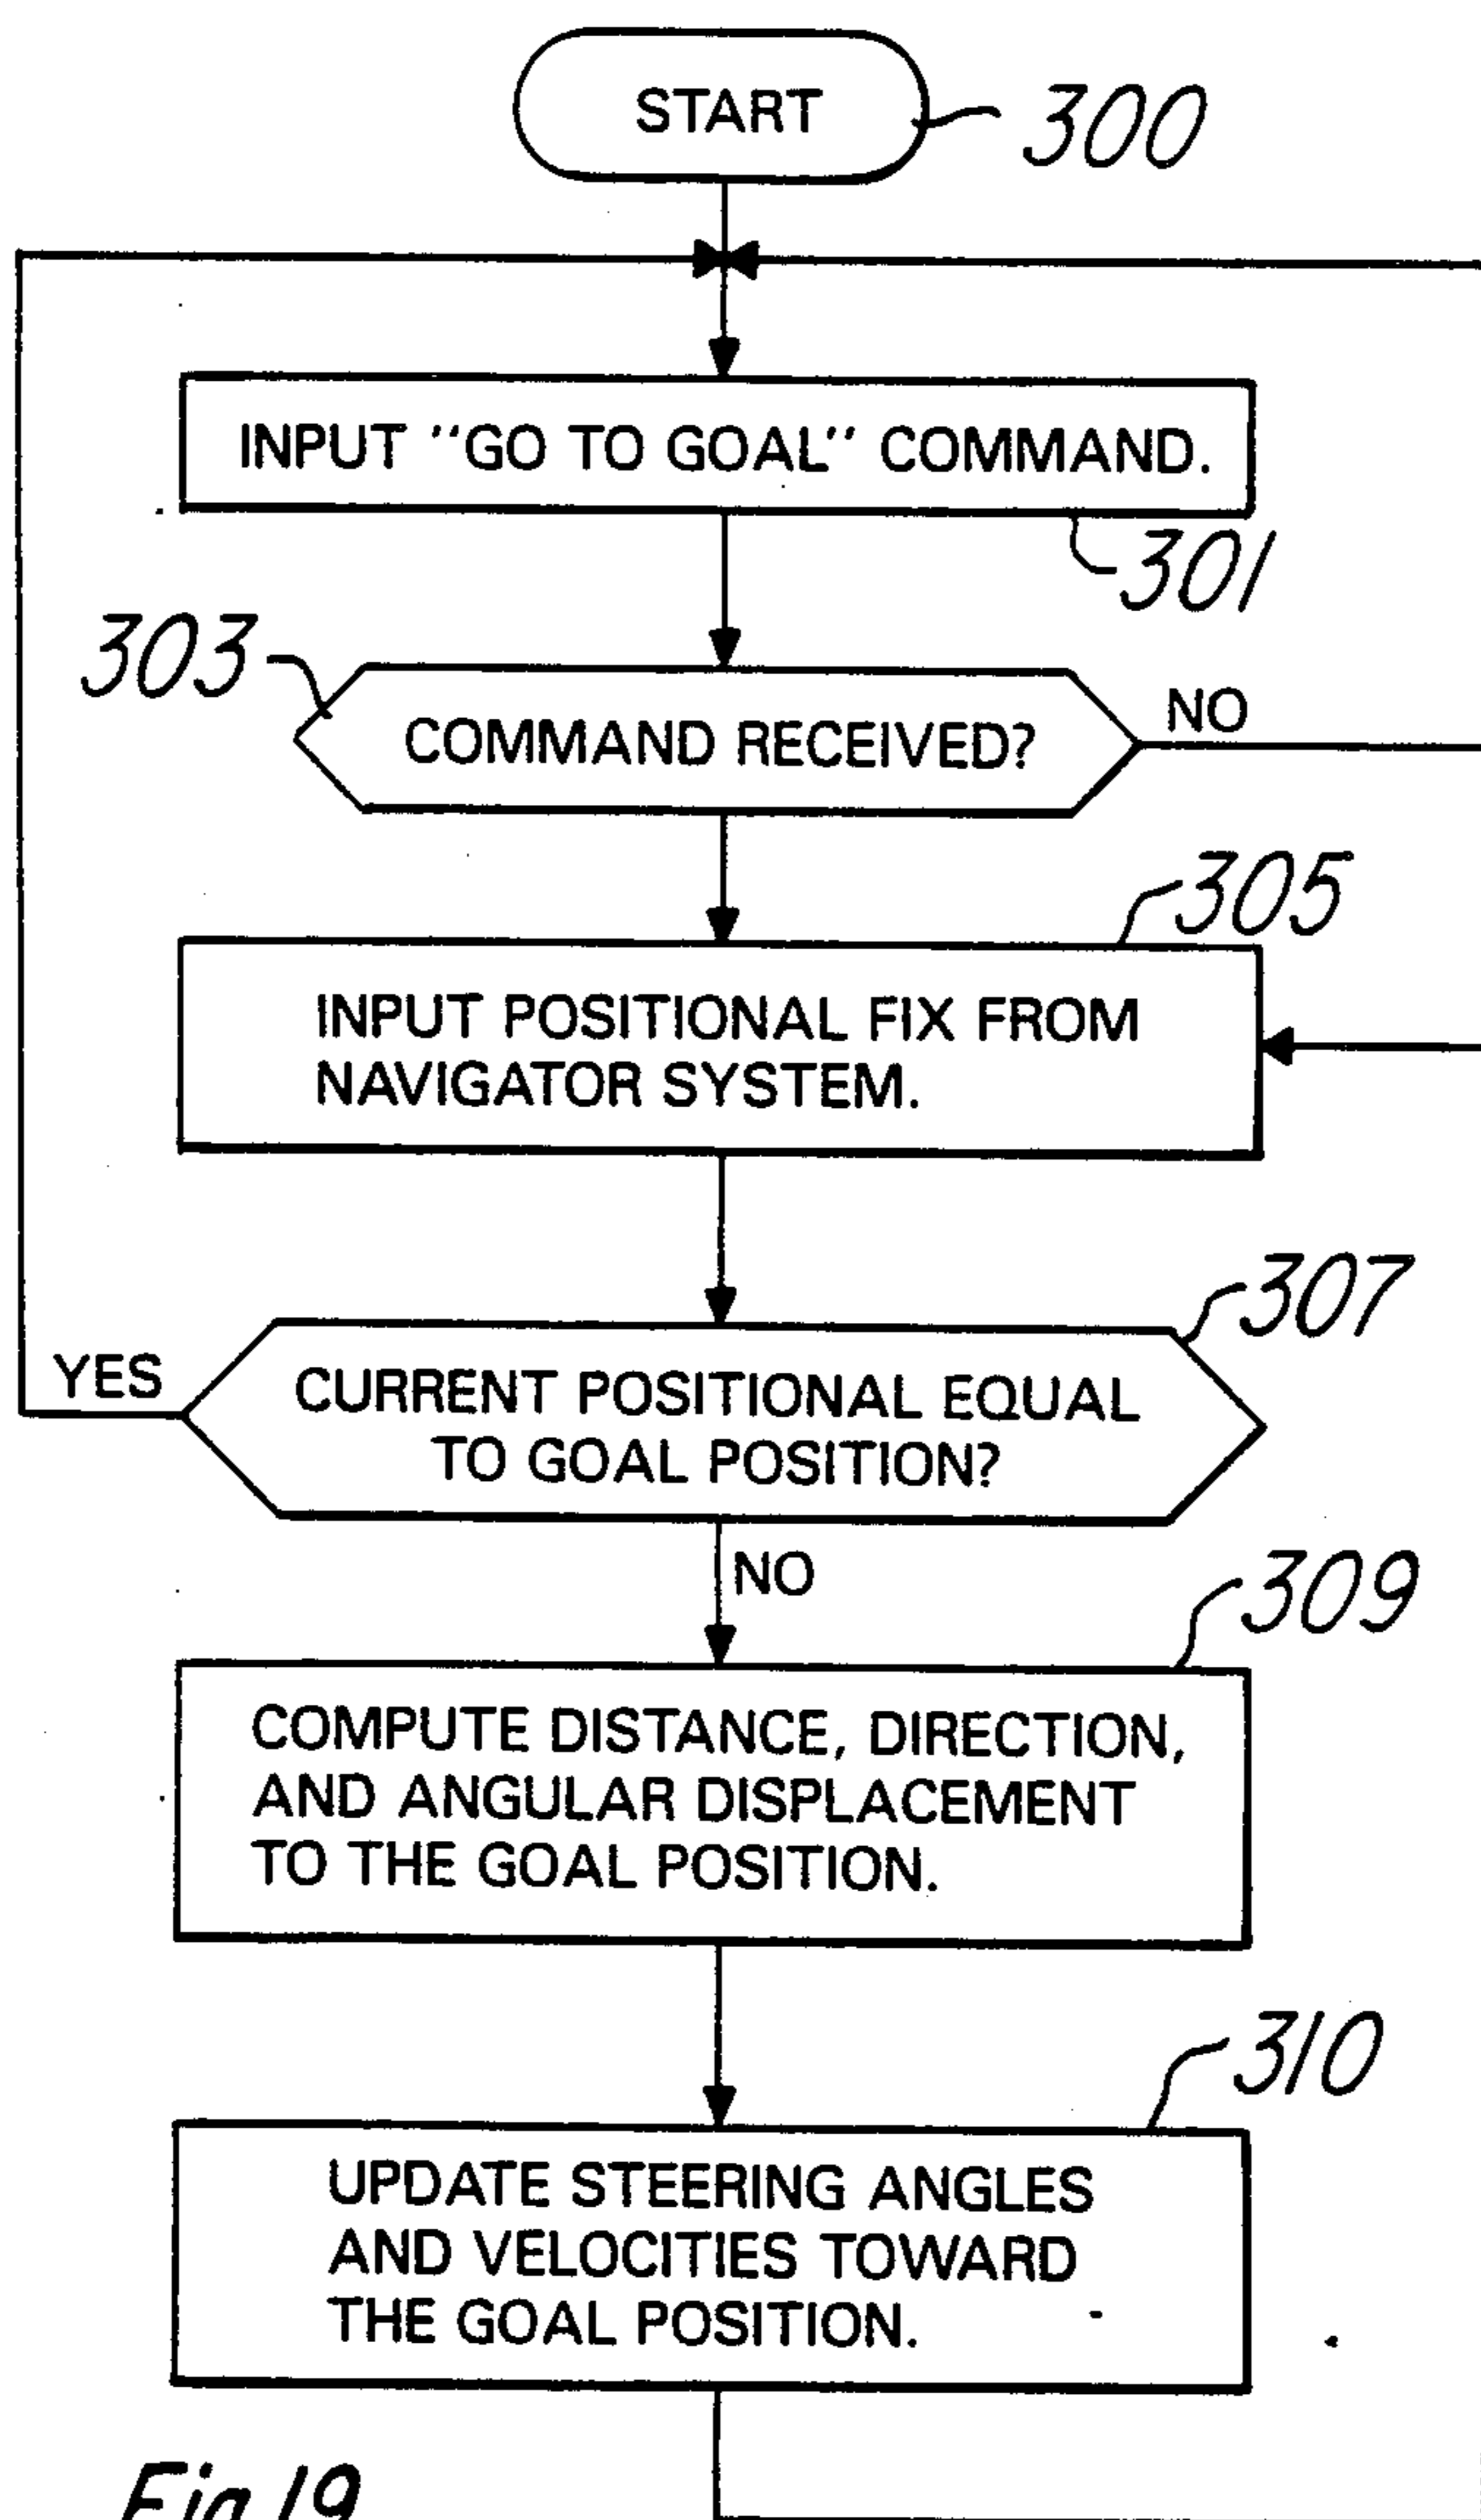 START
300
INPUT "GO TO GOAL" COMMAND.
301
303
COMMAND RECEIVED?
NO
305
INPUT POSITIONAL FIX FROM
NAVIGATOR SYSTEM.
307
YES
CURRENT POSITIONAL EQUAL
TO GOAL POSITION?
NO
309
COMPUTE DISTANCE, DIRECTION,
AND ANGULAR DISPLACEMENT
TO THE GOAL POSITION.
310
UPDATE STEERING ANGLES
AND VELOCITIES TOWARD
THE GOAL POSITION.
Fig 19